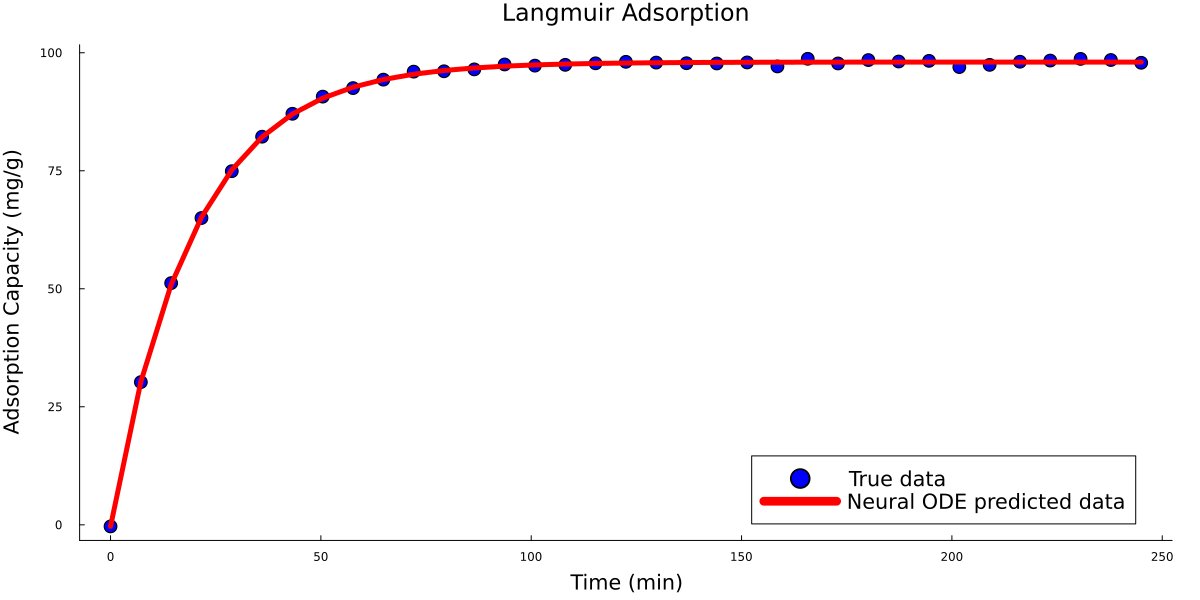 Langmuir Adsorption
Adsorption Capacity (mg/g)
100
75
50
25
0
True data
Neural ODE predicted data
0 50 100 150 200 250
Time (min)